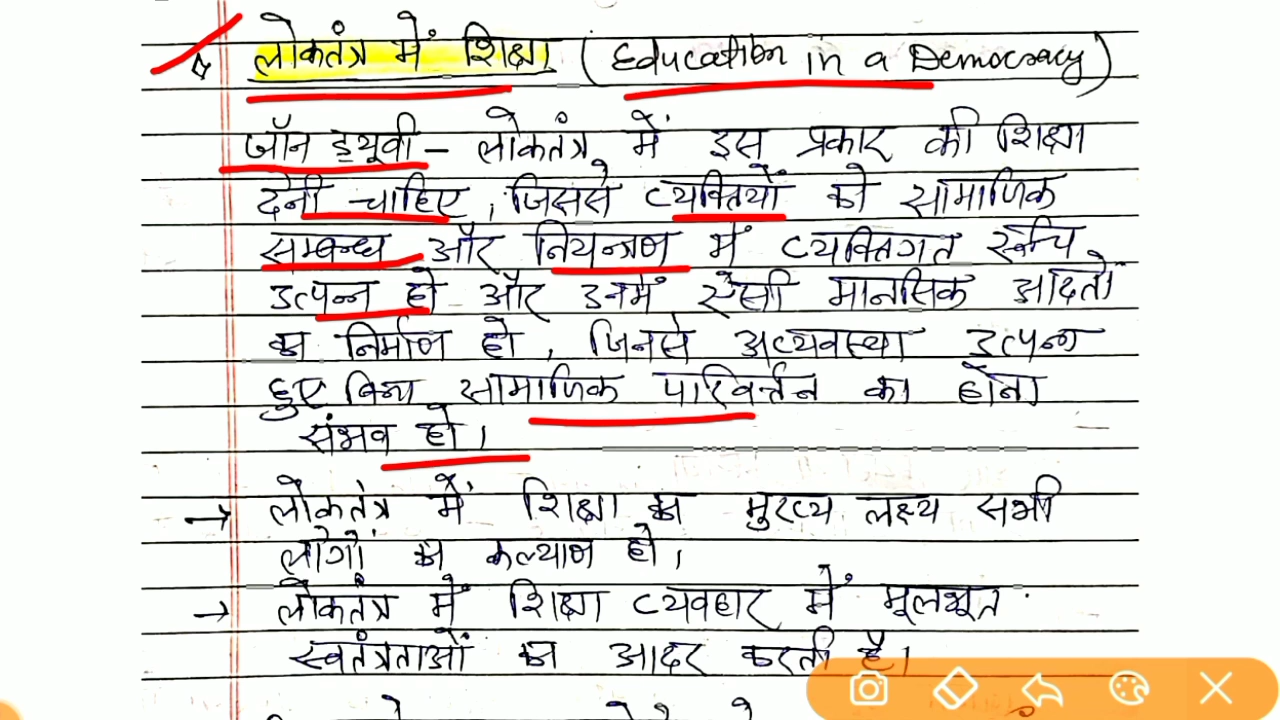 लोकतंत्र में शिक्षा (Education in a Democracy)
जॉन ड्यूवी - लोकतंत्र में इस प्रकार की शिक्षा
देनी चाहिए, जिससे व्यक्तियों को सामाजिक
सम्बन्ध और नियन्त्रण में व्यक्तिगत रूचि
उत्पन्न हो और उनमें ऐसी मानसिक आदतों
का निर्माण हो, जिनसे अव्यवस्था उत्पन्न
हुए बिना सामाजिक परिवर्तन का होना
संभव हो।
→ लोकतंत्र में शिक्षा का मुख्य लक्ष्य सभी
लोगों का कल्याण हो।
→ लोकतंत्र में शिक्षा व्यवहार में मूलभूत
स्वतंत्रताओं का आदर करती है।